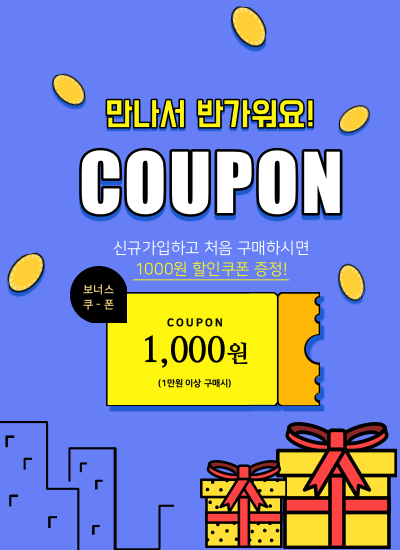 만나서 반가워요!
COUPON
신규가입하고 처음 구매하시면
1000원 할인쿠폰 증정!
보너스
쿠-폰
COUPON
1,000원
(1만원 이상 구매시)